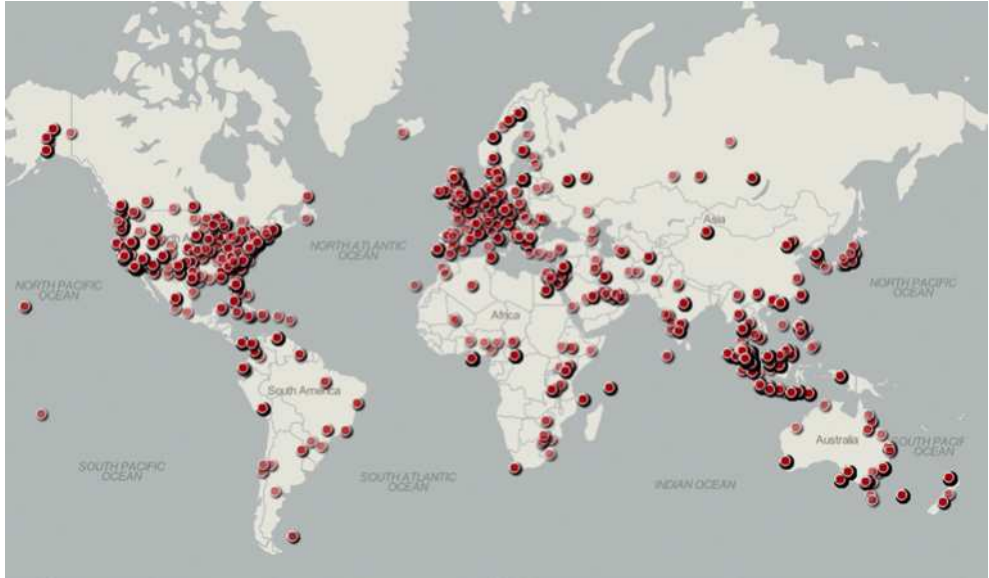 Asia
NORTH ATLANTIC
OCEAN
NORTH PACIFIC
OCEAN
NORTH PACIFIC
OCEAN
Africa
South America
Australia
SOUTH PACIF
OCEAN
SOUTH PACIFIC
OCEAN
SOUTH ATLANTIC
OCEAN
INDIAN OCEAN